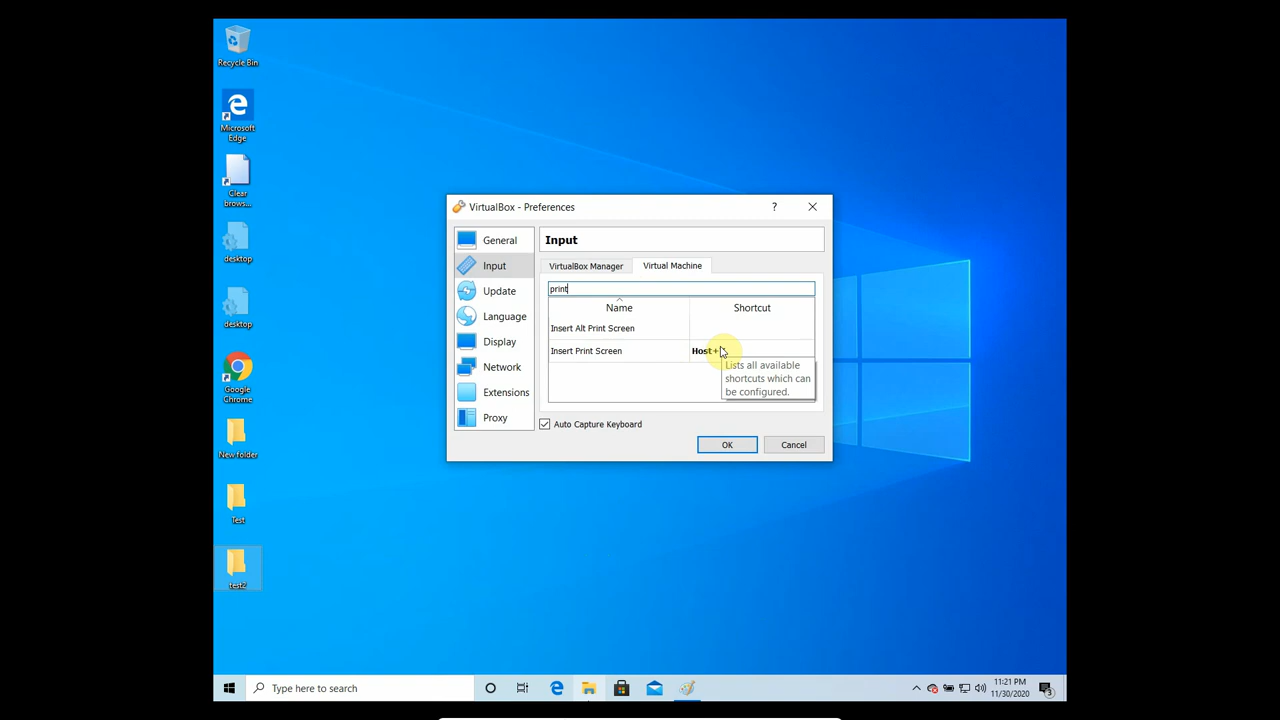 Recycle Bin
Microsoft
Edge
Clear
brows...
desktop
desktop
Google
Chrome
New folder
Test
test2
VirtualBox - Preferences
?
General
Input
Update
Language
Display
Network
Extensions
Proxy
Input
VirtualBox Manager
Virtual Machine
print
Name
Shortcut
Insert Alt Print Screen
Insert Print Screen
Host+
Lists all available
shortcuts which can
be configured.
Auto Capture Keyboard
OK
Cancel
Type here to search
11:21 PM
11/30/2020
3